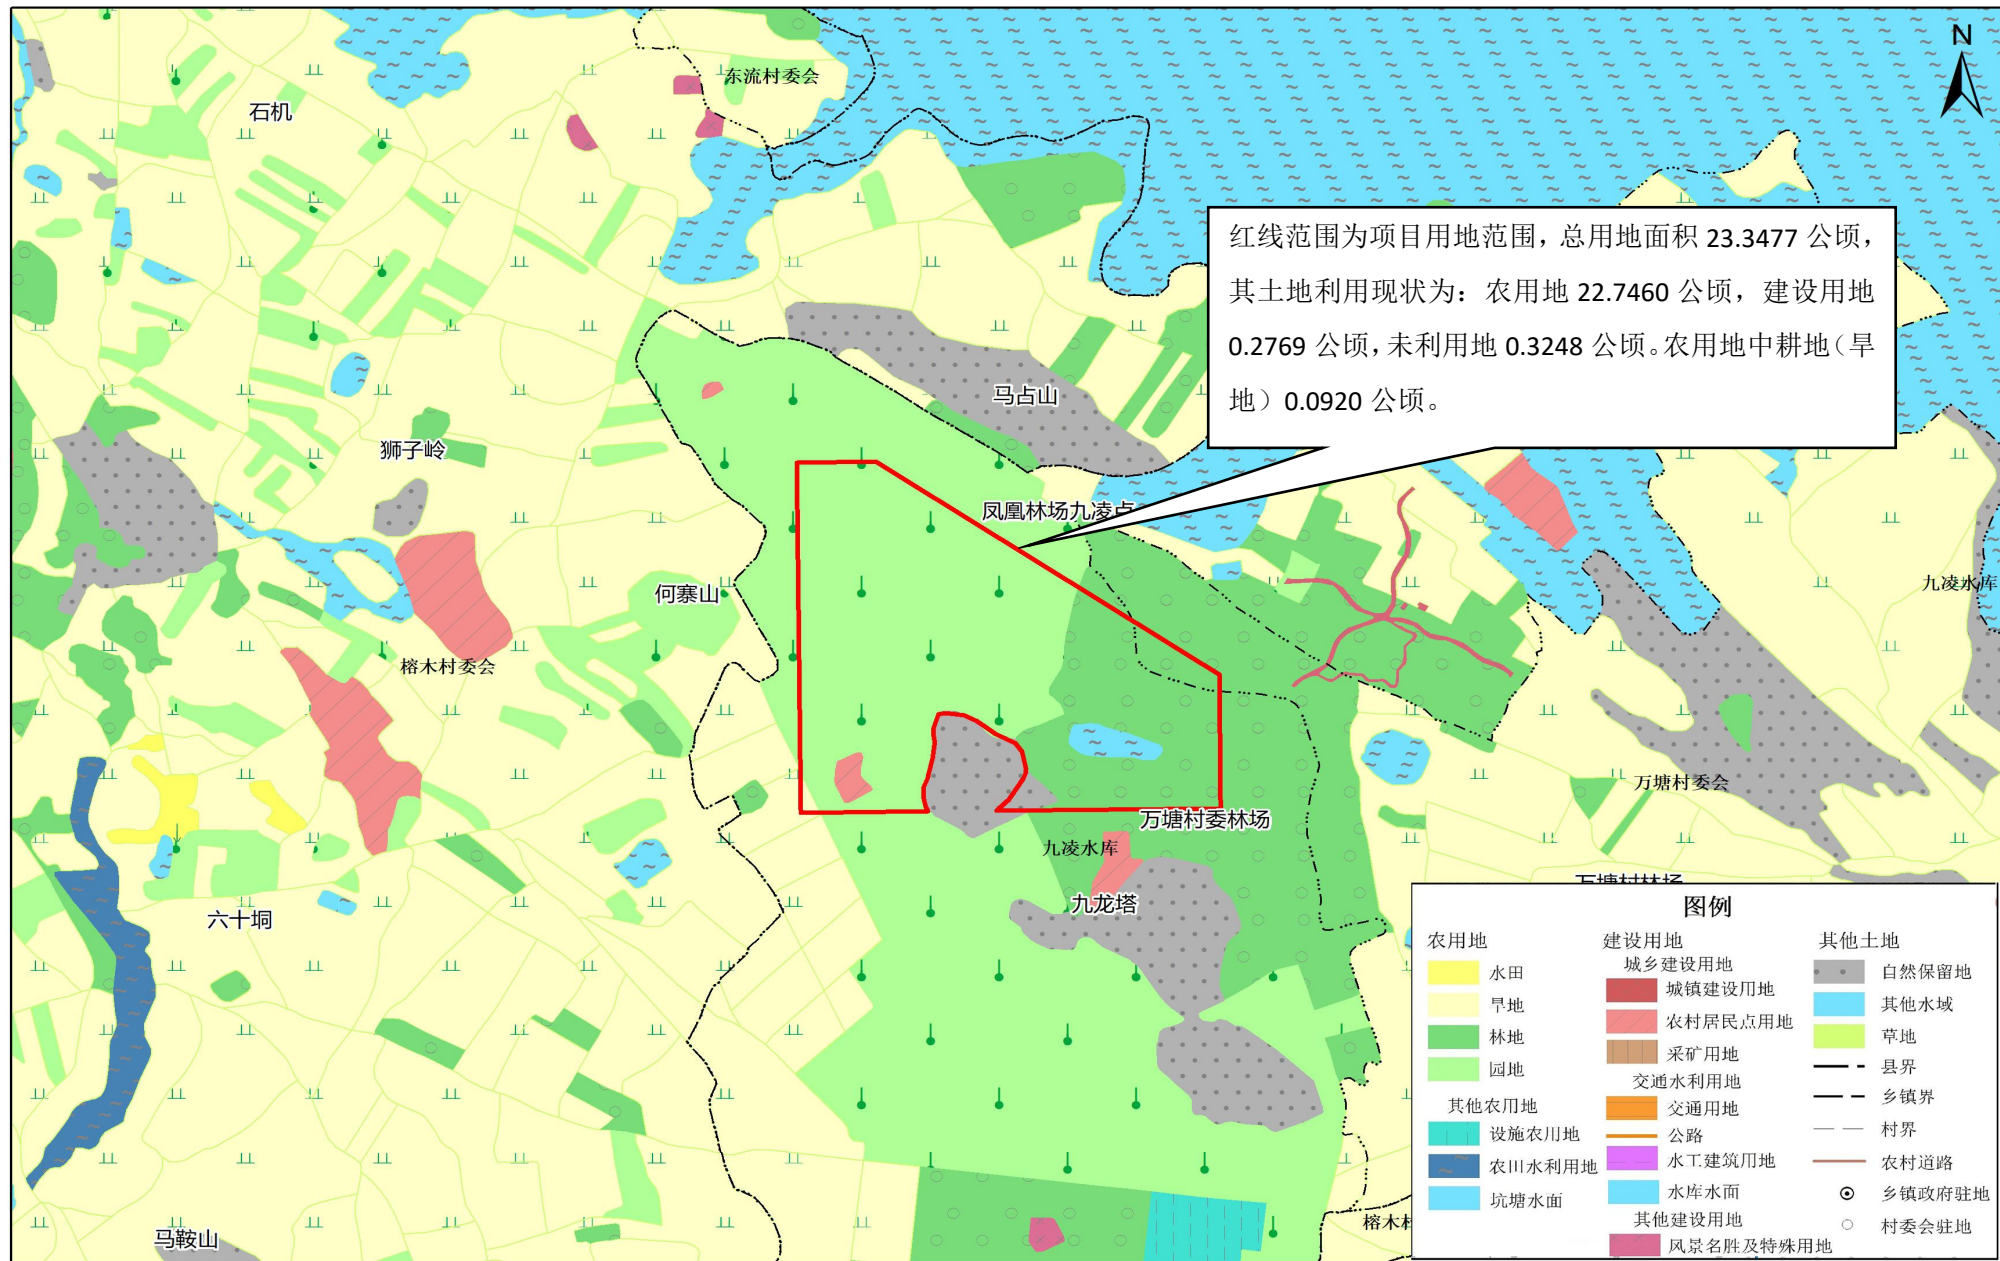 N
东流村委会
石机
红线范围为项目用地范围，总用地面积 23.3477 公顷，
其土地利用现状为：农用地 22.7460 公顷，建设用地
0.2769 公顷，未利用地 0.3248 公顷。农用地中耕地（旱
地）0.0920 公顷。
马占山
狮子岭
凤凰林场九凌点
何寨山
九凌水库
榕木村委会
万塘村委会
万塘村委林场
九凌水库
万塘村林场
九龙塔
六十垌
榕木村
马鞍山
图例
农用地
水田
旱地
林地
园地
其他农用地
设施农用地
农川水利用地
坑塘水面
建设用地
城乡建设用地
城镇建设用地
农村居民点用地
采矿用地
交通水利用地
交通用地
公路
水工建筑用地
水库水面
其他建设用地
风景名胜及特殊用地
其他土地
自然保留地
其他水域
草地
县界
乡镇界
村界
农村道路
乡镇政府驻地
村委会驻地